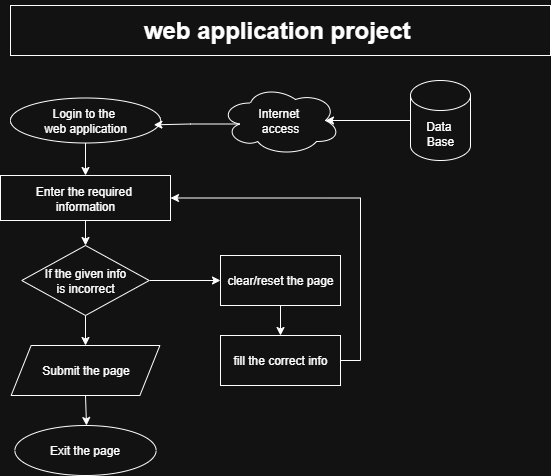 web application project
Login to the
web application
Internet
access
Data
Base
Enter the required
information
If the given info
is incorrect
clear/reset the page
fill the correct info
Submit the page
Exit the page